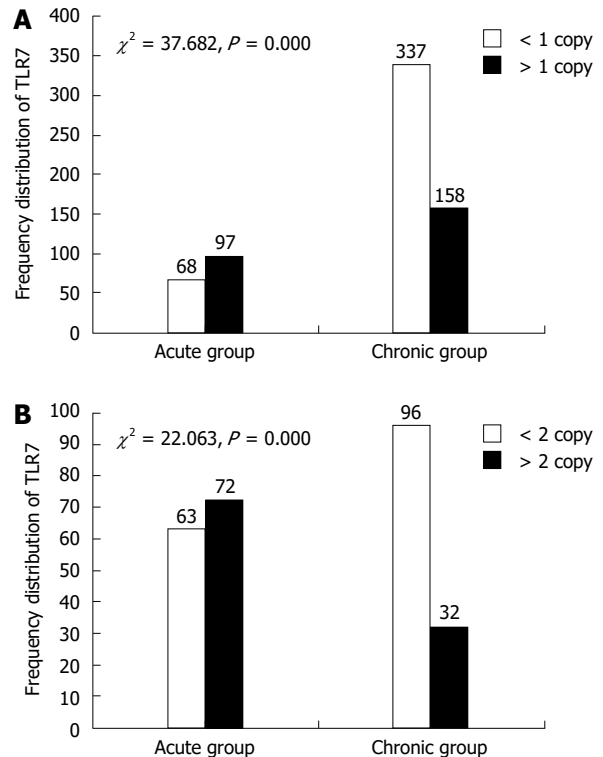 A
Frequency distribution of TLR7
400
350
300
250
200
150
100
50
0
χ² = 37.682, P = 0.000
< 1 copy
> 1 copy
68
97
337
158
Acute group
Chronic group
B
Frequency distribution of TLR7
100
90
80
70
60
50
40
30
20
10
0
χ² = 22.063, P = 0.000
< 2 copy
> 2 copy
63
72
96
32
Acute group
Chronic group